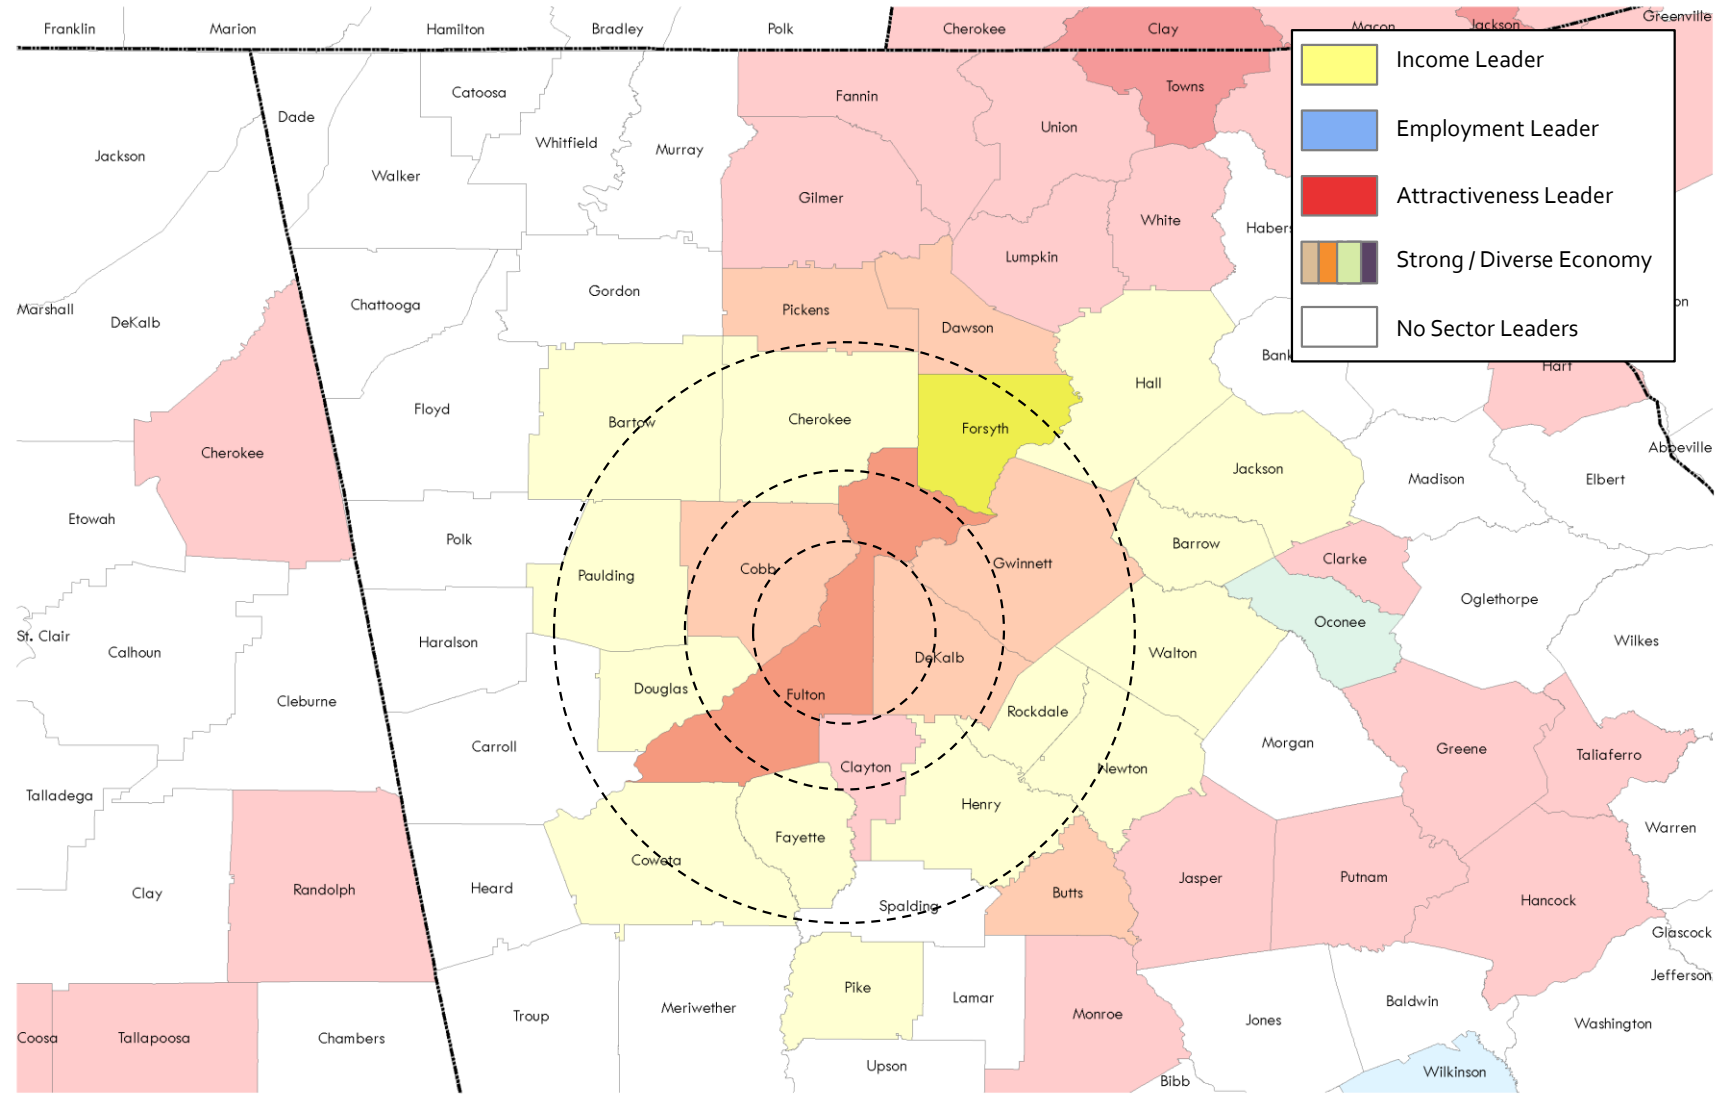 Franklin
Marion
Hamilton
Bradley
Polk
Cherokee
Clay
Macon
Jackson
Greenville
Income Leader
Employment Leader
Attractiveness Leader
Strong / Diverse Economy
No Sector Leaders
Dade
Catoosa
Fannin
Towns
Jackson
Walker
Whitfield
Murray
Union
Gilmer
White
Habers
Lumpkin
Marshall
DeKalb
Chattooga
Gordon
Pickens
Dawson
on
Bank
Hart
Floyd
Bartow
Cherokee
Forsyth
Hall
Cherokee
Jackson
Madison
Elbert
Abbeville
Etowah
Polk
Paulding
Cobb
Gwinnett
Barrow
Clarke
Oglethorpe
St. Clair
Calhoun
Haralson
Oconee
Wilkes
Cleburne
Douglas
Fulton
DeKalb
Walton
Rockdale
Carroll
Clayton
Newton
Morgan
Greene
Taliaferro
Talladega
Henry
Fayette
Coweta
Warren
Clay
Randolph
Heard
Spalding
Butts
Jasper
Putnam
Hancock
Glascock
Jefferson
Pike
Lamar
Meriwether
Monroe
Jones
Baldwin
Washington
Coosa
Tallapoosa
Chambers
Troup
Upson
Bibb
Wilkinson